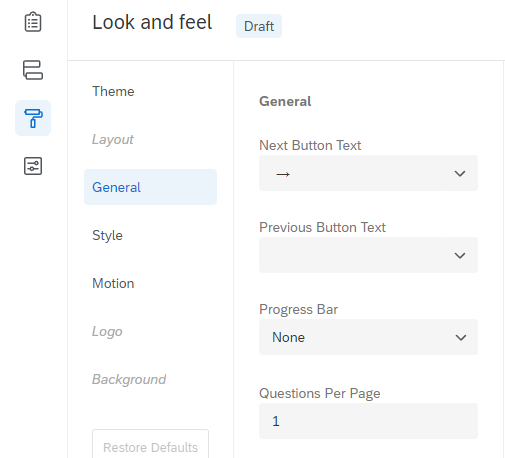 Look and feel
Draft
Theme
Layout
General
Style
Motion
Logo
Background
Restore Defaults
General
Next Button Text
→
Previous Button Text
Progress Bar
None
Questions Per Page
1